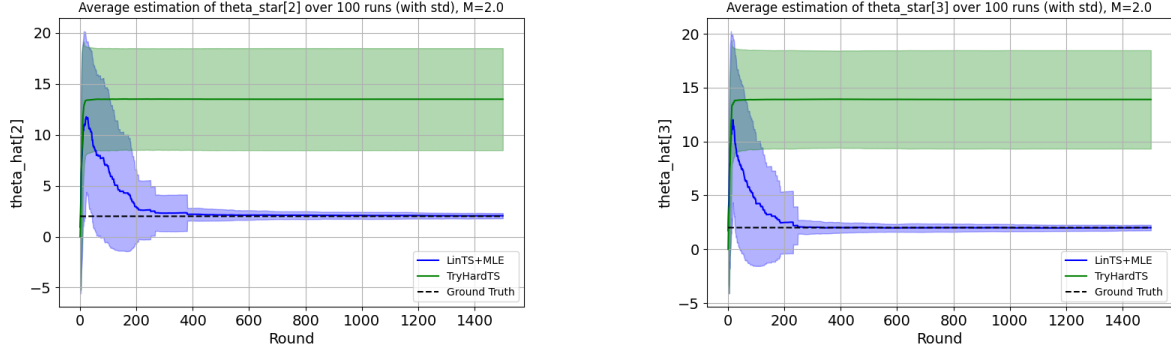 Average estimation of theta_star[2] over 100 runs (with std), M=2.0
theta_hat[2]
20
15
10
5
0
−5
0 200 400 600 800 1000 1200 1400
Round
LinTS+MLE
TryHardTS
Ground Truth
Average estimation of theta_star[3] over 100 runs (with std), M=2.0
theta_hat[3]
20
15
10
5
0
−5
0 200 400 600 800 1000 1200 1400
Round
LinTS+MLE
TryHardTS
Ground Truth